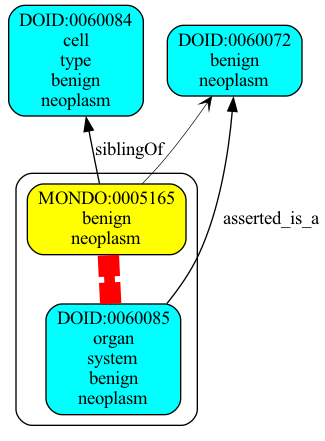 DOID:0060084
cell
type
benign
neoplasm
DOID:0060072
benign
neoplasm
siblingOf
MONDO:0005165
benign
neoplasm
asserted_is_a
DOID:0060085
organ
system
benign
neoplasm